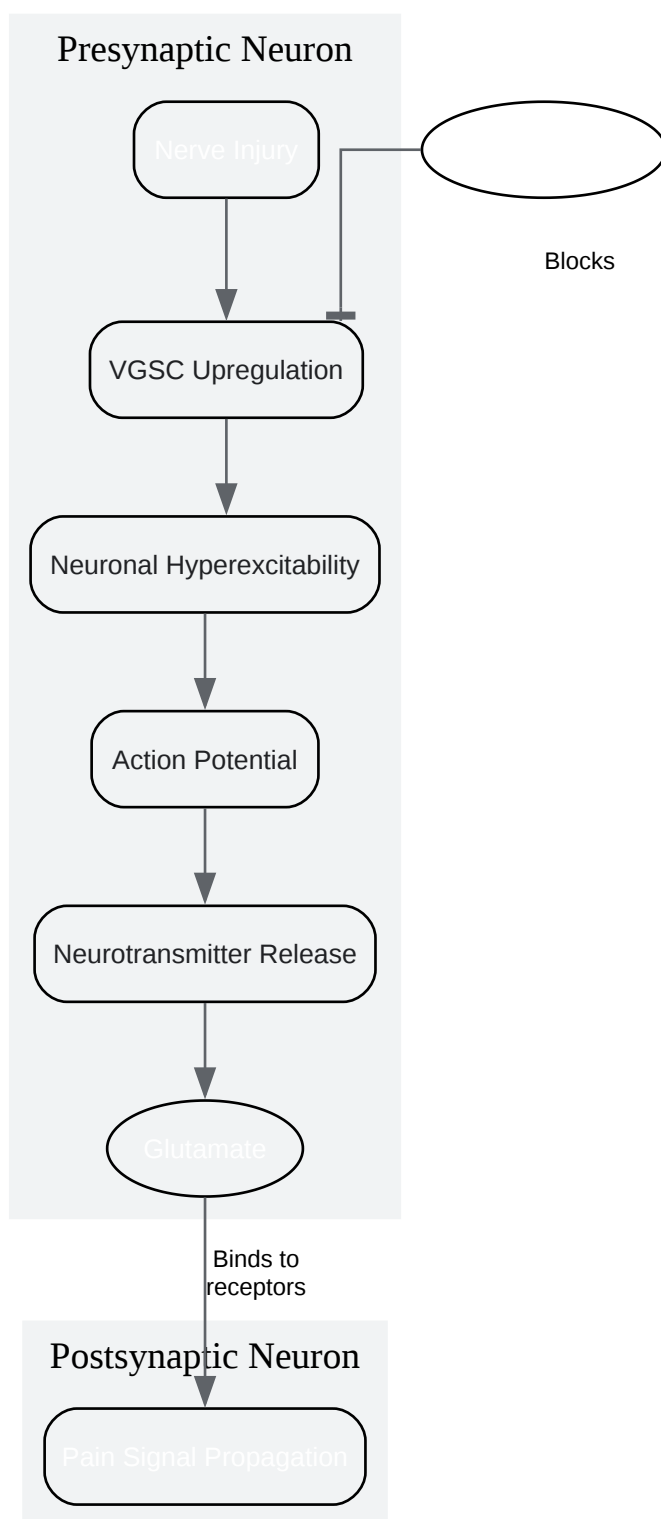 Presynaptic Neuron
Nerve Injury
Blocks
VGSC Upregulation
Neuronal Hyperexcitability
Action Potential
Neurotransmitter Release
Glutamate
Binds to
receptors
Postsynaptic Neuron
Pain Signal Propagation